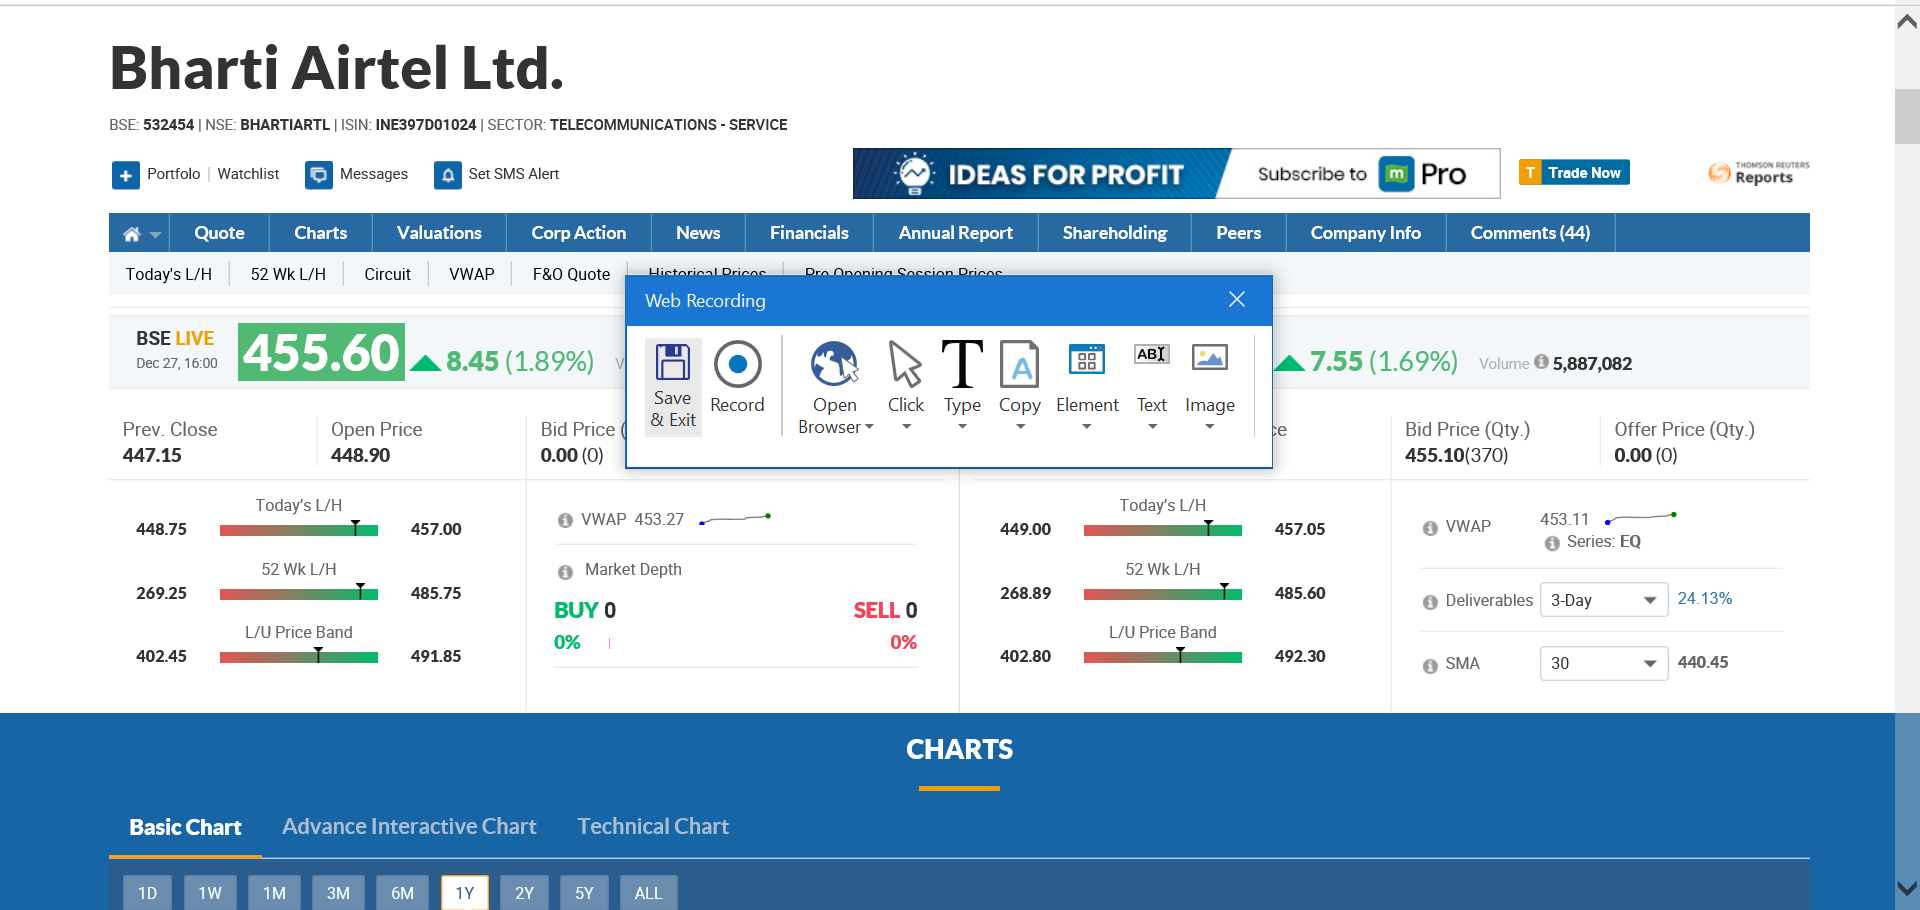 Bharti Airtel Ltd.
BSE: 532454 | NSE: BHARTIARTL | ISIN: INE397D01024 | SECTOR: TELECOMMUNICATIONS - SERVICE
Portfolo | Watchlist Messages Set SMS Alert
IDEAS FOR PROFIT Subscribe to m Pro
T Trade Now
THOMSON REUTERS
Reports
Quote Charts Valuations Corp Action News Financials Annual Report Shareholding Peers Company Info Comments (44)
Today's L/H 52 Wk L/H Circuit VWAP F&O Quote Historical Prices Pre Opening Session Prices
Web Recording
Save & Exit
Record
Open Browser
Click
Type
Copy
Element
Text
Image
BSE LIVE
Dec 27, 16:00
455.60
8.45 (1.89%)
7.55 (1.69%)
Volume 5,887,082
Prev. Close
447.15
Open Price
448.90
Bid Price (
0.00 (0)
Bid Price (Qty.)
455.10(370)
Offer Price (Qty.)
0.00 (0)
Today's L/H
448.75 457.00
52 Wk L/H
269.25 485.75
L/U Price Band
402.45 491.85
VWAP 453.27
Market Depth
BUY 0 SELL 0
0% 0%
Today's L/H
449.00 457.05
52 Wk L/H
268.89 485.60
L/U Price Band
402.80 492.30
VWAP 453.11
Series: EQ
Deliverables 3-Day 24.13%
SMA 30 440.45
CHARTS
Basic Chart Advance Interactive Chart Technical Chart
1D 1W 1M 3M 6M 1Y 2Y 5Y ALL